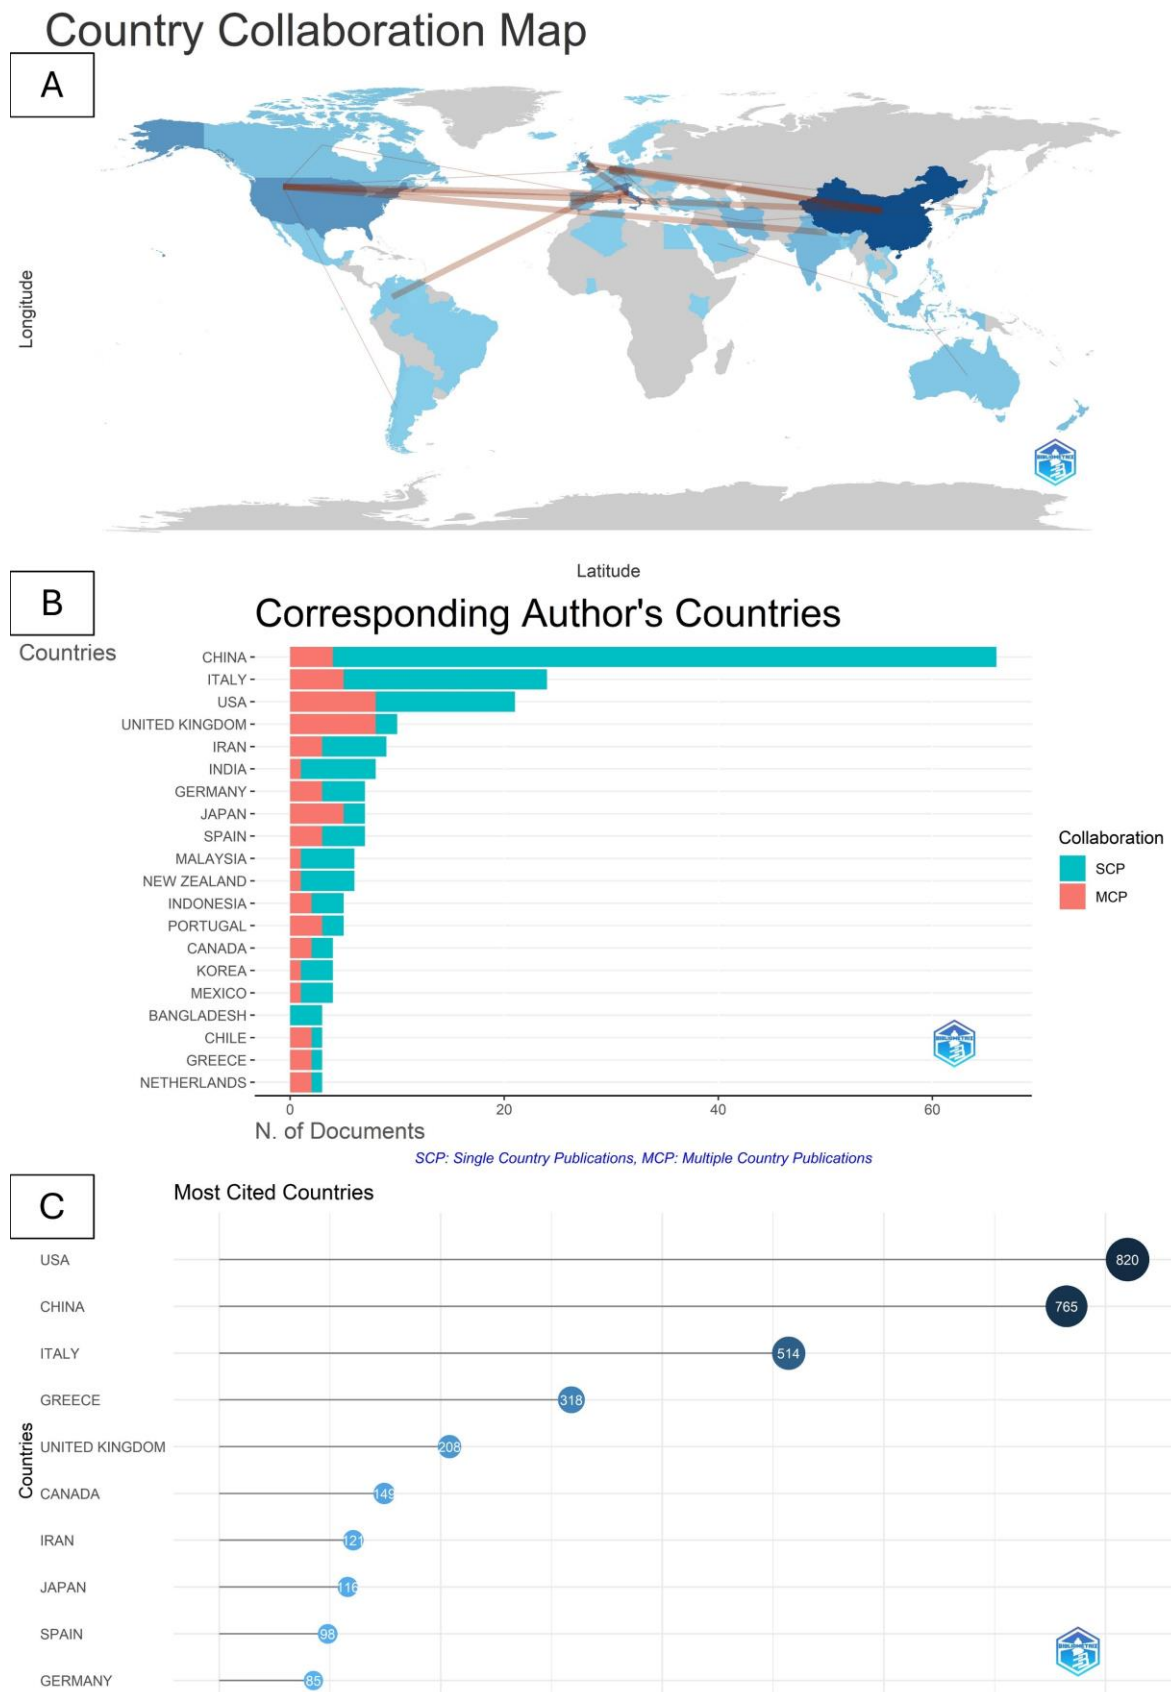 Country Collaboration Map
A
Longitude
Latitude
B
Corresponding Author's Countries
Countries
CHINA
ITALY
USA
UNITED KINGDOM
IRAN
INDIA
GERMANY
JAPAN
SPAIN
MALAYSIA
NEW ZEALAND
INDONESIA
PORTUGAL
CANADA
KOREA
MEXICO
BANGLADESH
CHILE
GREECE
NETHERLANDS
Collaboration
SCP
MCP
BIBLIOMETRIX
0 20 40 60
N. of Documents
SCP: Single Country Publications, MCP: Multiple Country Publications
C
Most Cited Countries
Countries
USA 820
CHINA 765
ITALY 514
GREECE 318
UNITED KINGDOM 208
CANADA 149
IRAN 121
JAPAN 116
SPAIN 98
GERMANY 85